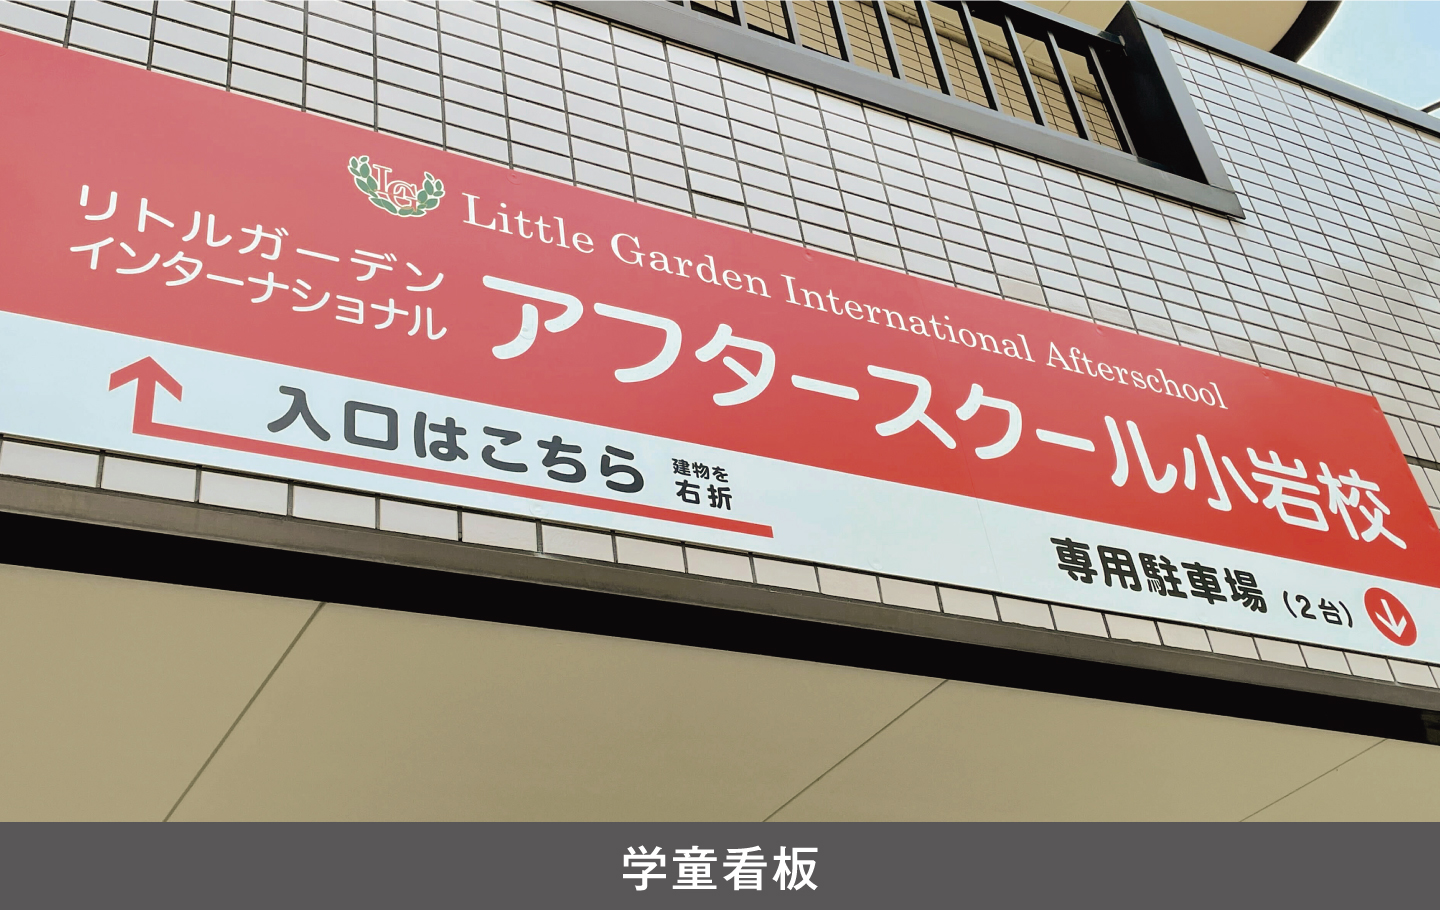 LG Little Garden International Afterschool
リトルガーデン
インターナショナル
アフタースクール小岩校
入口はこちら
建物を
右折
専用駐車場（2台）
学童看板